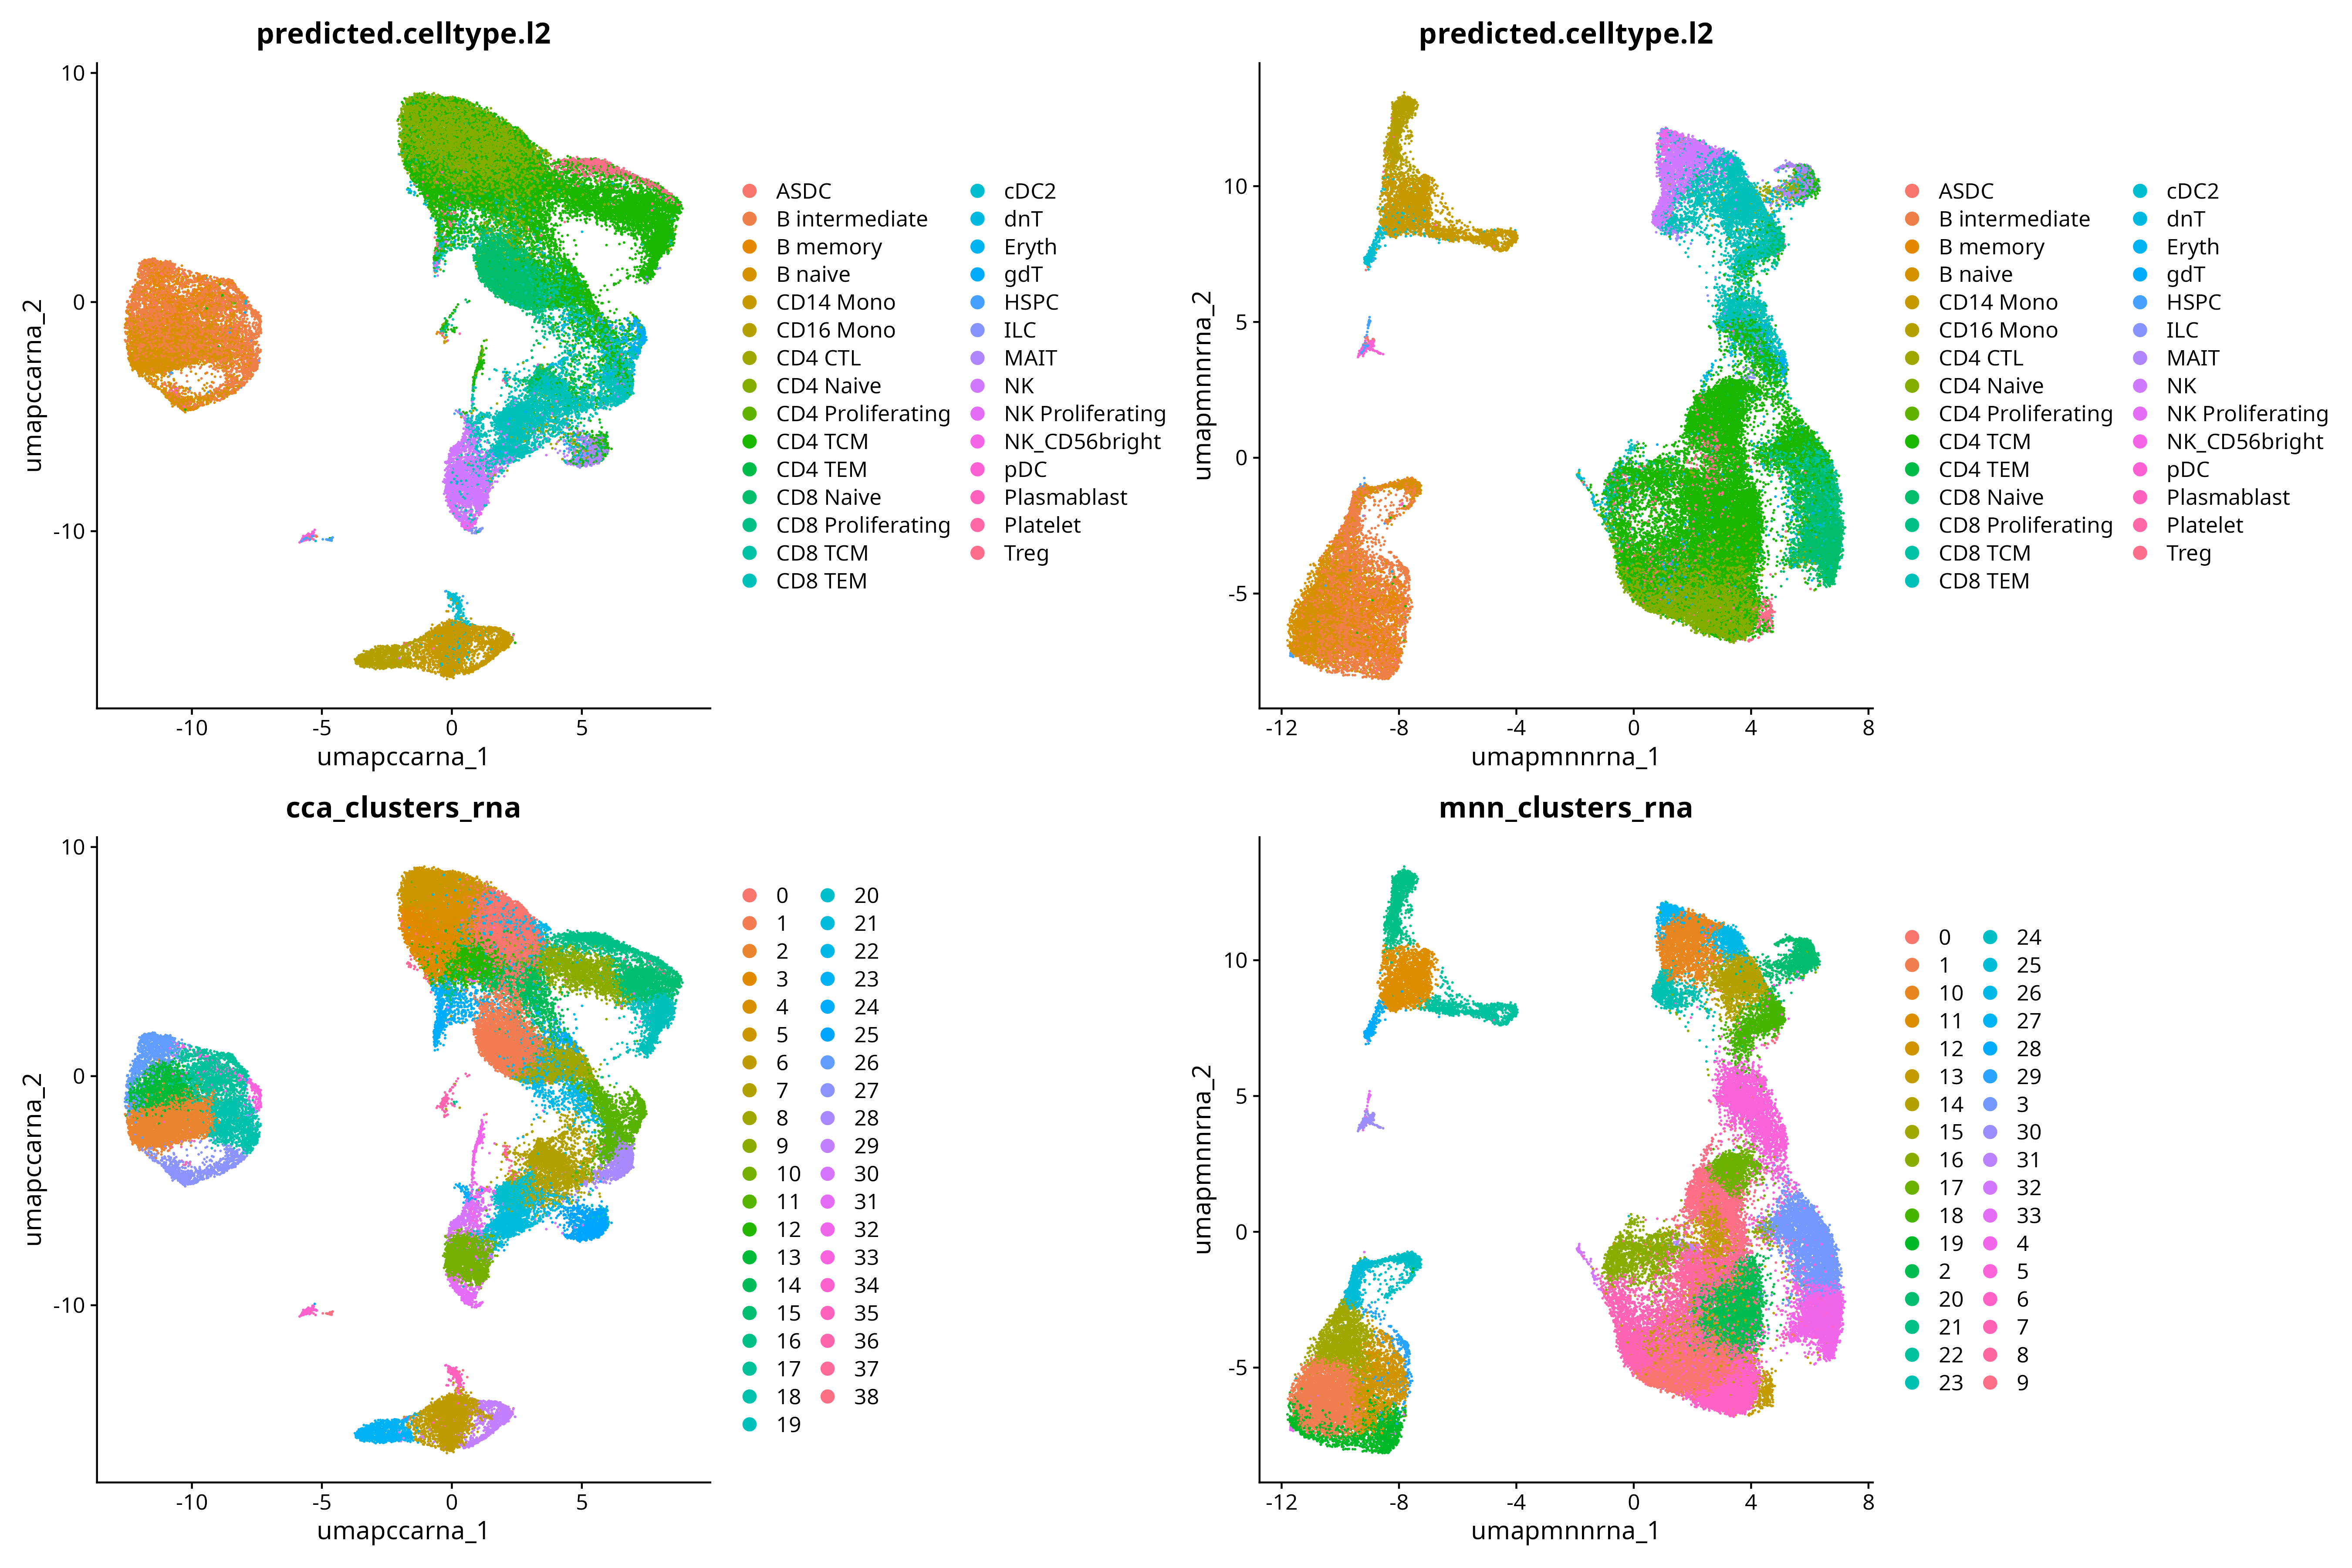 predicted.celltype.l2
10
0
-10
umapccarna_2
-10
-5
0
5
umapccarna_1
ASDC
B intermediate
B memory
B naive
CD14 Mono
CD16 Mono
CD4 CTL
CD4 Naive
CD4 Proliferating
CD4 TCM
CD4 TEM
CD8 Naive
CD8 Proliferating
CD8 TCM
CD8 TEM
cDC2
dnT
Eryth
gdT
HSPC
ILC
MAIT
NK
NK Proliferating
NK_CD56bright
pDC
Plasmablast
Platelet
Treg
predicted.celltype.l2
10
5
0
-5
umapmnnrna_2
-12
-8
-4
0
4
8
umapmnnrna_1
ASDC
B intermediate
B memory
B naive
CD14 Mono
CD16 Mono
CD4 CTL
CD4 Naive
CD4 Proliferating
CD4 TCM
CD4 TEM
CD8 Naive
CD8 Proliferating
CD8 TCM
CD8 TEM
cDC2
dnT
Eryth
gdT
HSPC
ILC
MAIT
NK
NK Proliferating
NK_CD56bright
pDC
Plasmablast
Platelet
Treg
cca_clusters_rna
10
0
-10
umapccarna_2
-10
-5
0
5
umapccarna_1
0
1
2
3
4
5
6
7
8
9
10
11
12
13
14
15
16
17
18
19
20
21
22
23
24
25
26
27
28
29
30
31
32
33
34
35
36
37
38
mnn_clusters_rna
10
5
0
-5
umapmnnrna_2
-12
-8
-4
0
4
8
umapmnnrna_1
0
1
10
11
12
13
14
15
16
17
18
19
2
20
21
22
23
24
25
26
27
28
29
3
30
31
32
33
4
5
6
7
8
9